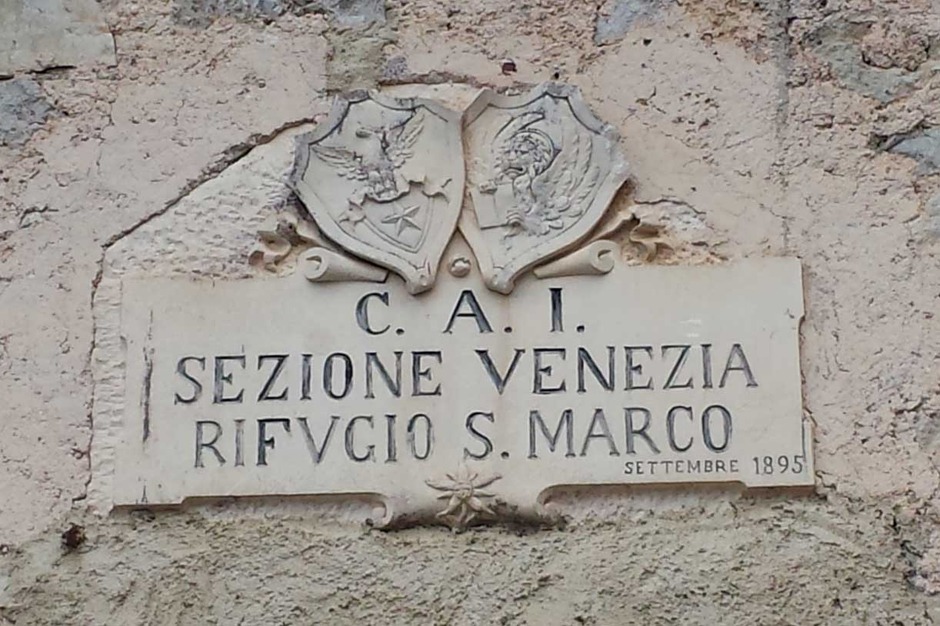 C. A. I.
SEZIONE VENEZIA
RIFVGIO S. MARCO
SETTEMBRE 1895